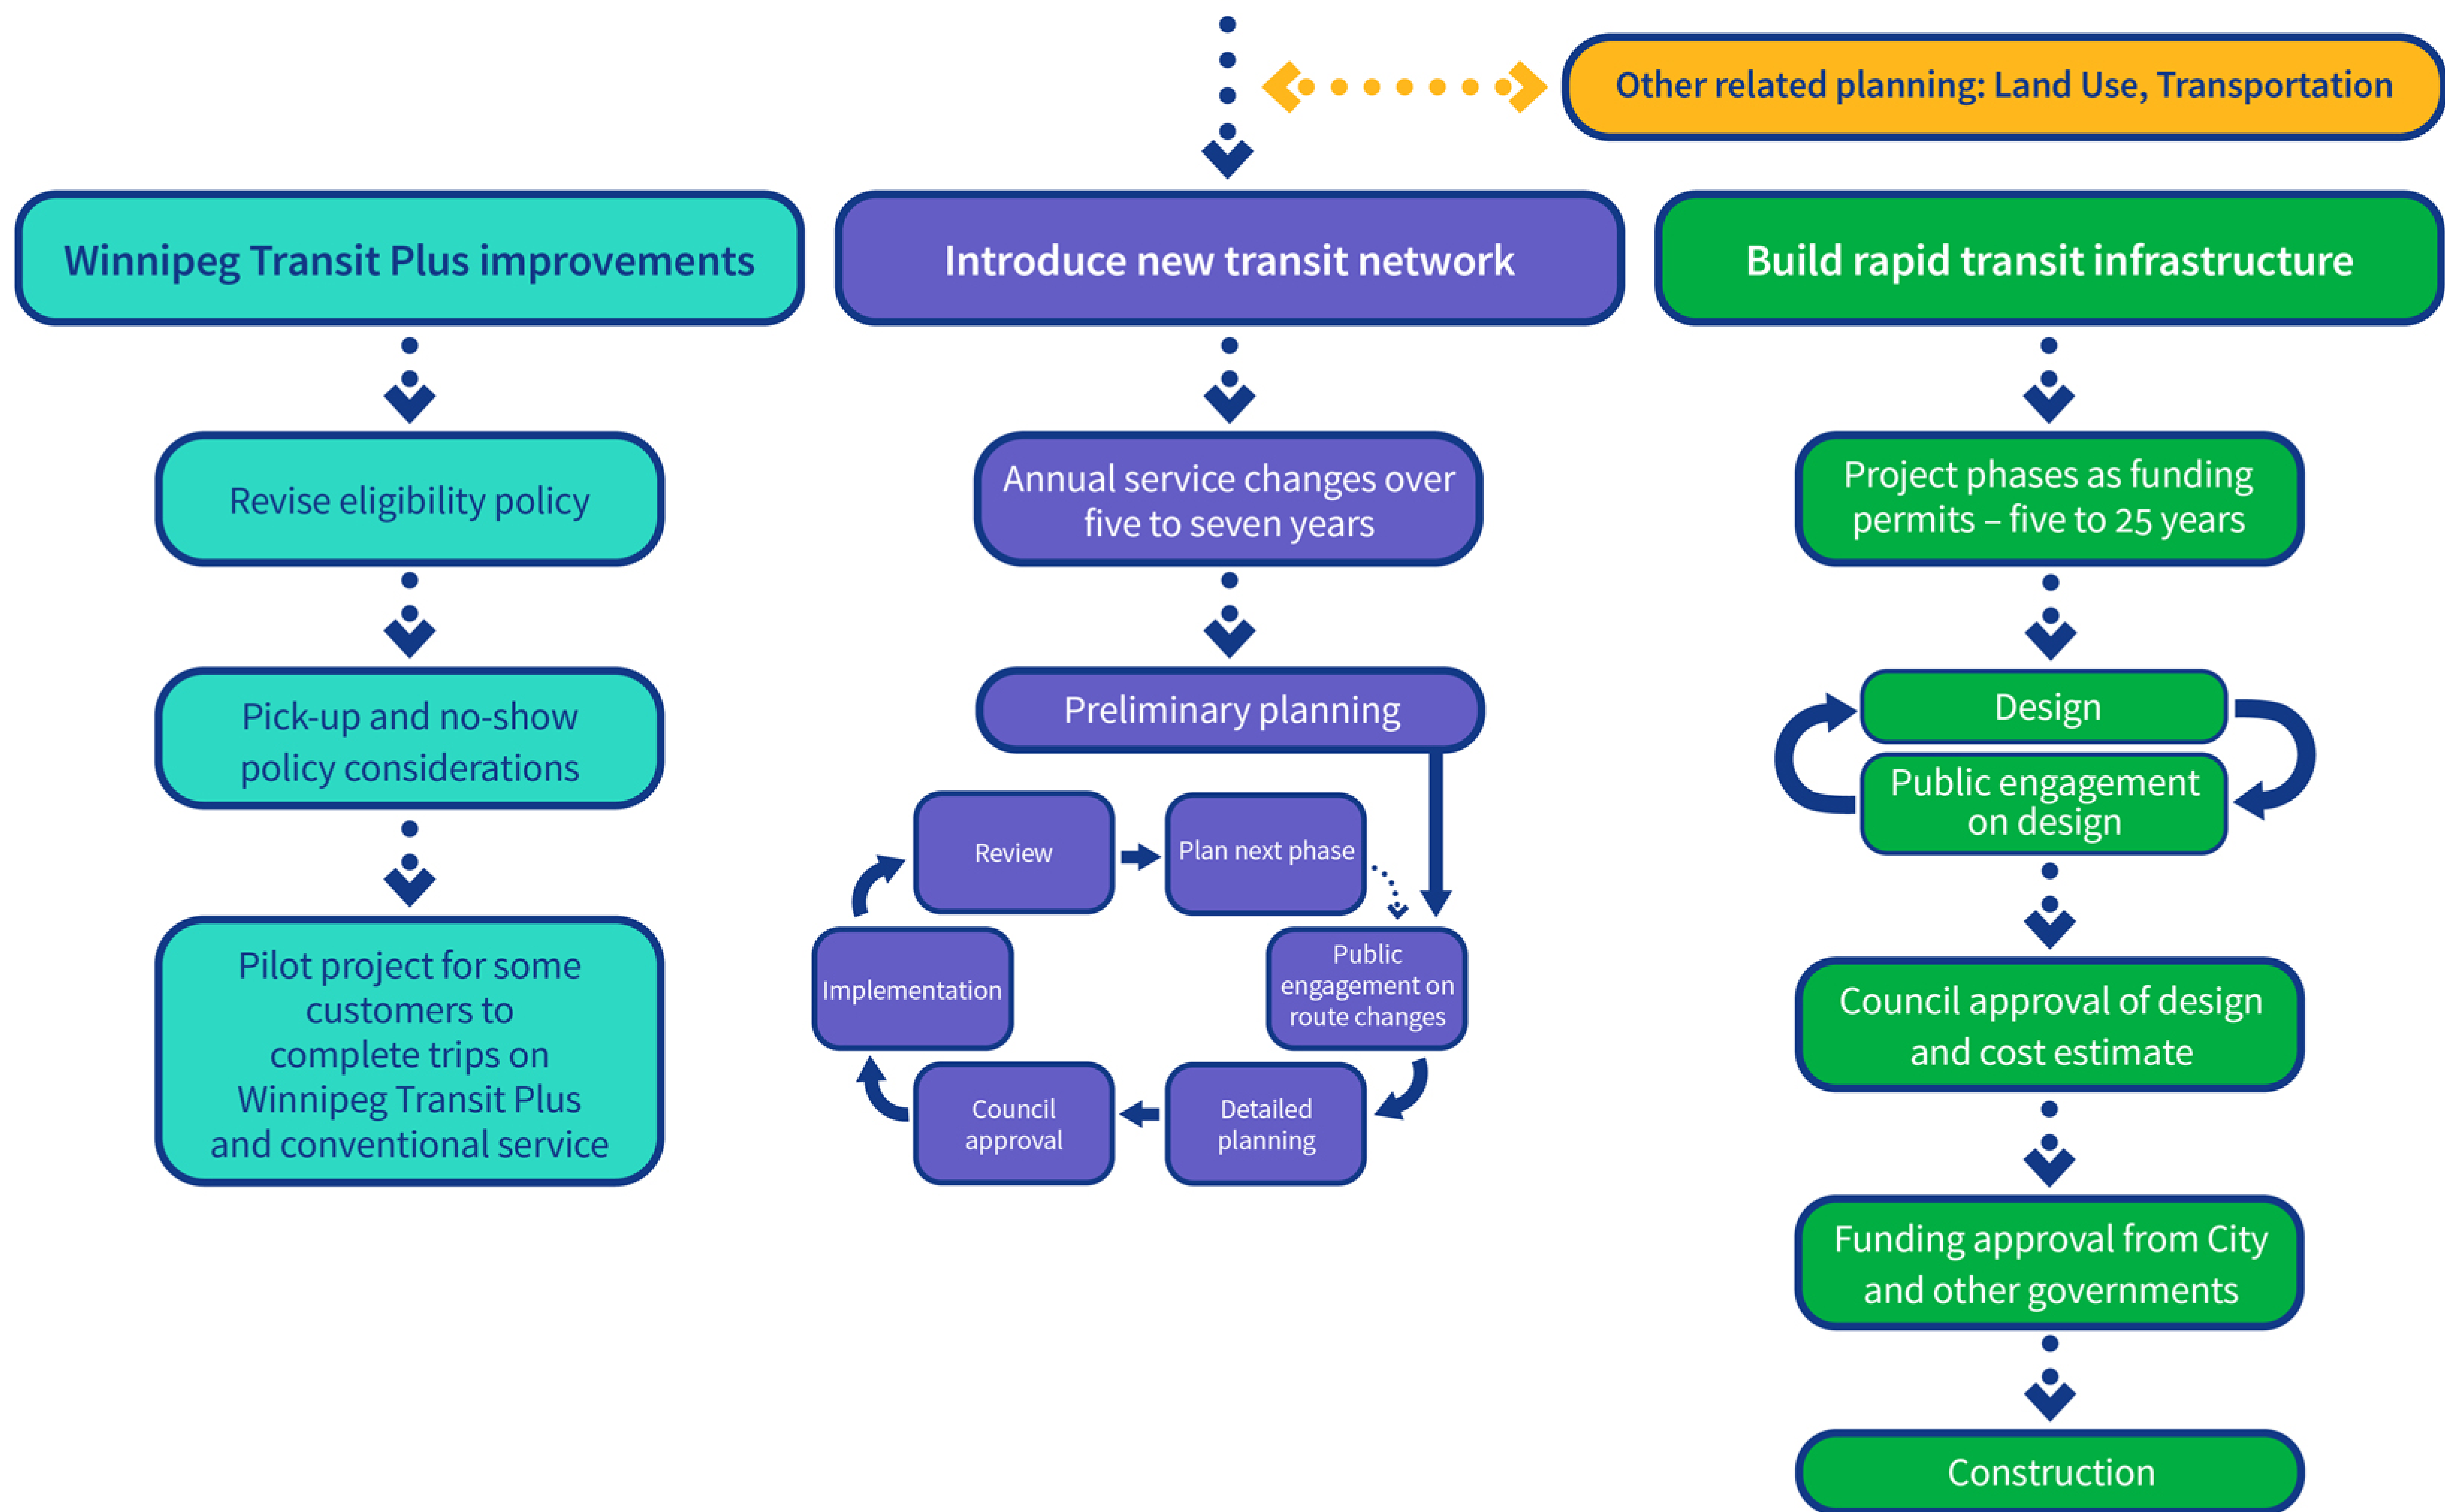 Other related planning: Land Use, Transportation
Winnipeg Transit Plus improvements
Revise eligibility policy
Pick-up and no-show
policy considerations
Pilot project for some
customers to
complete trips on
Winnipeg Transit Plus
and conventional service
Introduce new transit network
Annual service changes over
five to seven years
Preliminary planning
Review
Plan next phase
Public
engagement on
route changes
Detailed
planning
Council
approval
Implementation
Build rapid transit infrastructure
Project phases as funding
permits – five to 25 years
Design
Public engagement
on design
Council approval of design
and cost estimate
Funding approval from City
and other governments
Construction